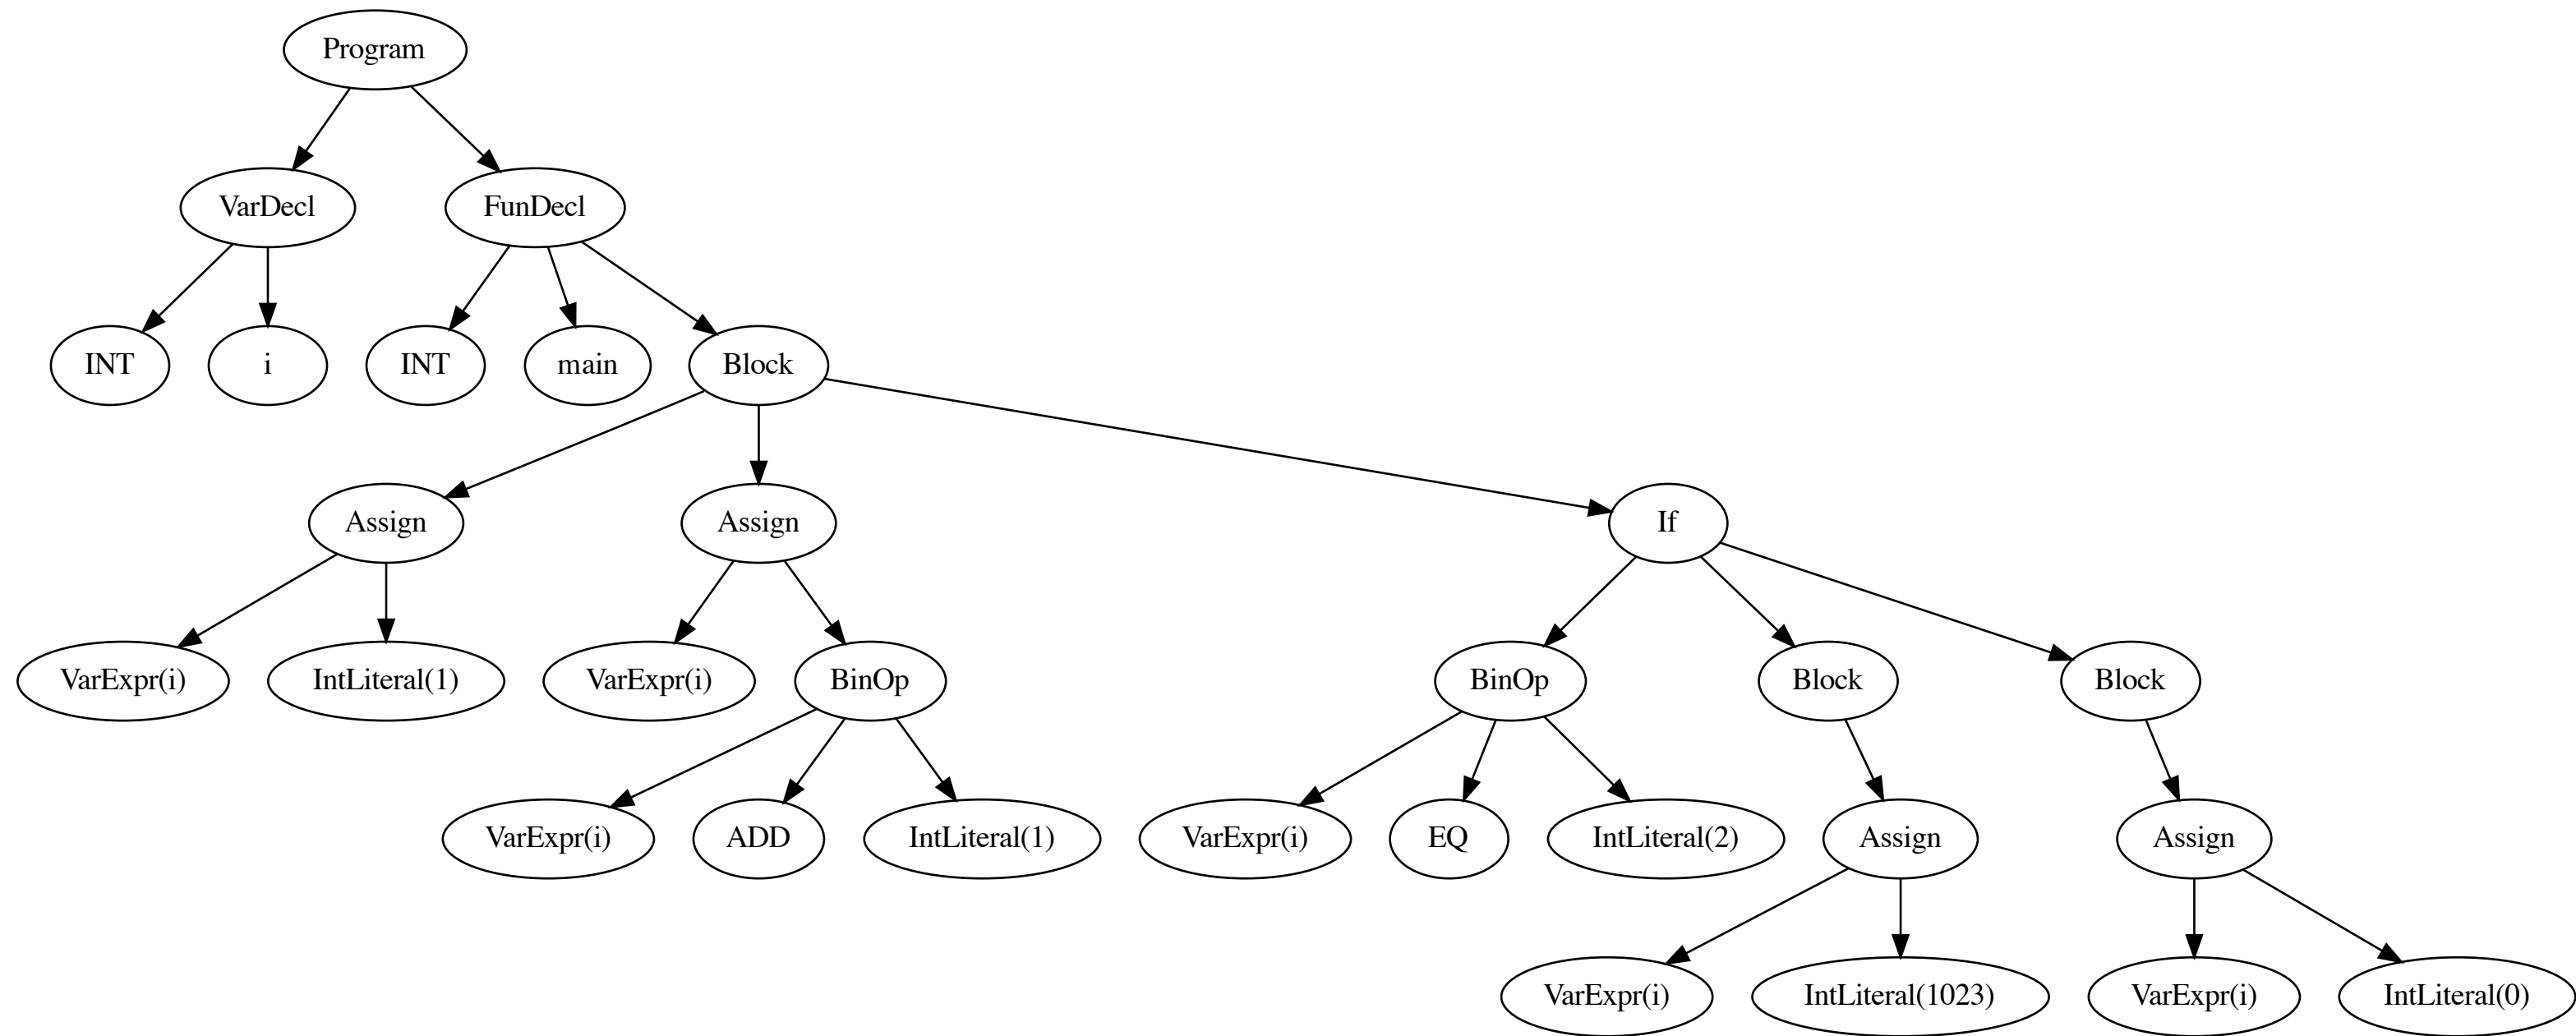 Program
VarDecl
FunDecl
INT
i
INT
main
Block
Assign
Assign
If
VarExpr(i)
IntLiteral(1)
VarExpr(i)
BinOp
BinOp
Block
Block
VarExpr(i)
ADD
IntLiteral(1)
VarExpr(i)
EQ
IntLiteral(2)
Assign
Assign
VarExpr(i)
IntLiteral(1023)
VarExpr(i)
IntLiteral(0)